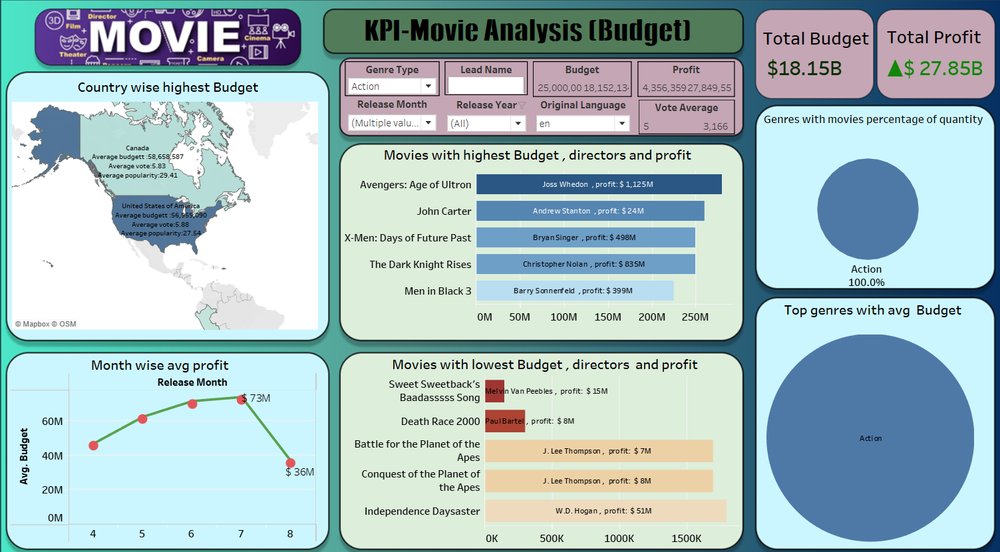 Director
HD
3D
Film
MOVIE
Cinema
Theater
TICKET
Camera
KPI-Movie Analysis (Budget)
Total Budget
$18.15B
Total Profit
▲$ 27.85B
Genre Type
Action
Lead Name
Budget
25,000,00 18,152,13
Profit
4,356,359 27,849,55
Release Month
(Multiple valu...
Release Year
(All)
Original Language
en
Vote Average
5 3,166
Country wise highest Budget
Canada
Average budgett :58,658,587
Average vote:5.83
Average popularity:29.41
United States of America
Average budgett :56,959,090
Average vote:5.88
Average popularity:27.54
© Mapbox © OSM
Movies with highest Budget , directors and profit
Avengers: Age of Ultron
Joss Whedon , profit: $ 1,125M
John Carter
Andrew Stanton , profit: $ 24M
X-Men: Days of Future Past
Bryan Singer , profit: $ 498M
The Dark Knight Rises
Christopher Nolan , profit: $ 835M
Men in Black 3
Barry Sonnenfeld , profit: $ 399M
0M 50M 100M 150M 200M 250M
Genres with movies percentage of quantity
Action
100.0%
Month wise avg profit
Release Month
Avg. Budget
60M
40M
20M
0M
$ 73M
$ 36M
4 5 6 7 8
Movies with lowest Budget , directors and profit
Sweet Sweetback’s
Baadasssss Song
Melvin Van Peebles , profit: $ 15M
Death Race 2000
Paul Bartel , profit: $ 8M
Battle for the Planet of the
Apes
J. Lee Thompson , profit: $ 7M
Conquest of the Planet of
the Apes
J. Lee Thompson , profit: $ 8M
Independence Daysaster
W.D. Hogan , profit: $ 51M
0K 500K 1000K 1500K
Top genres with avg Budget
Action